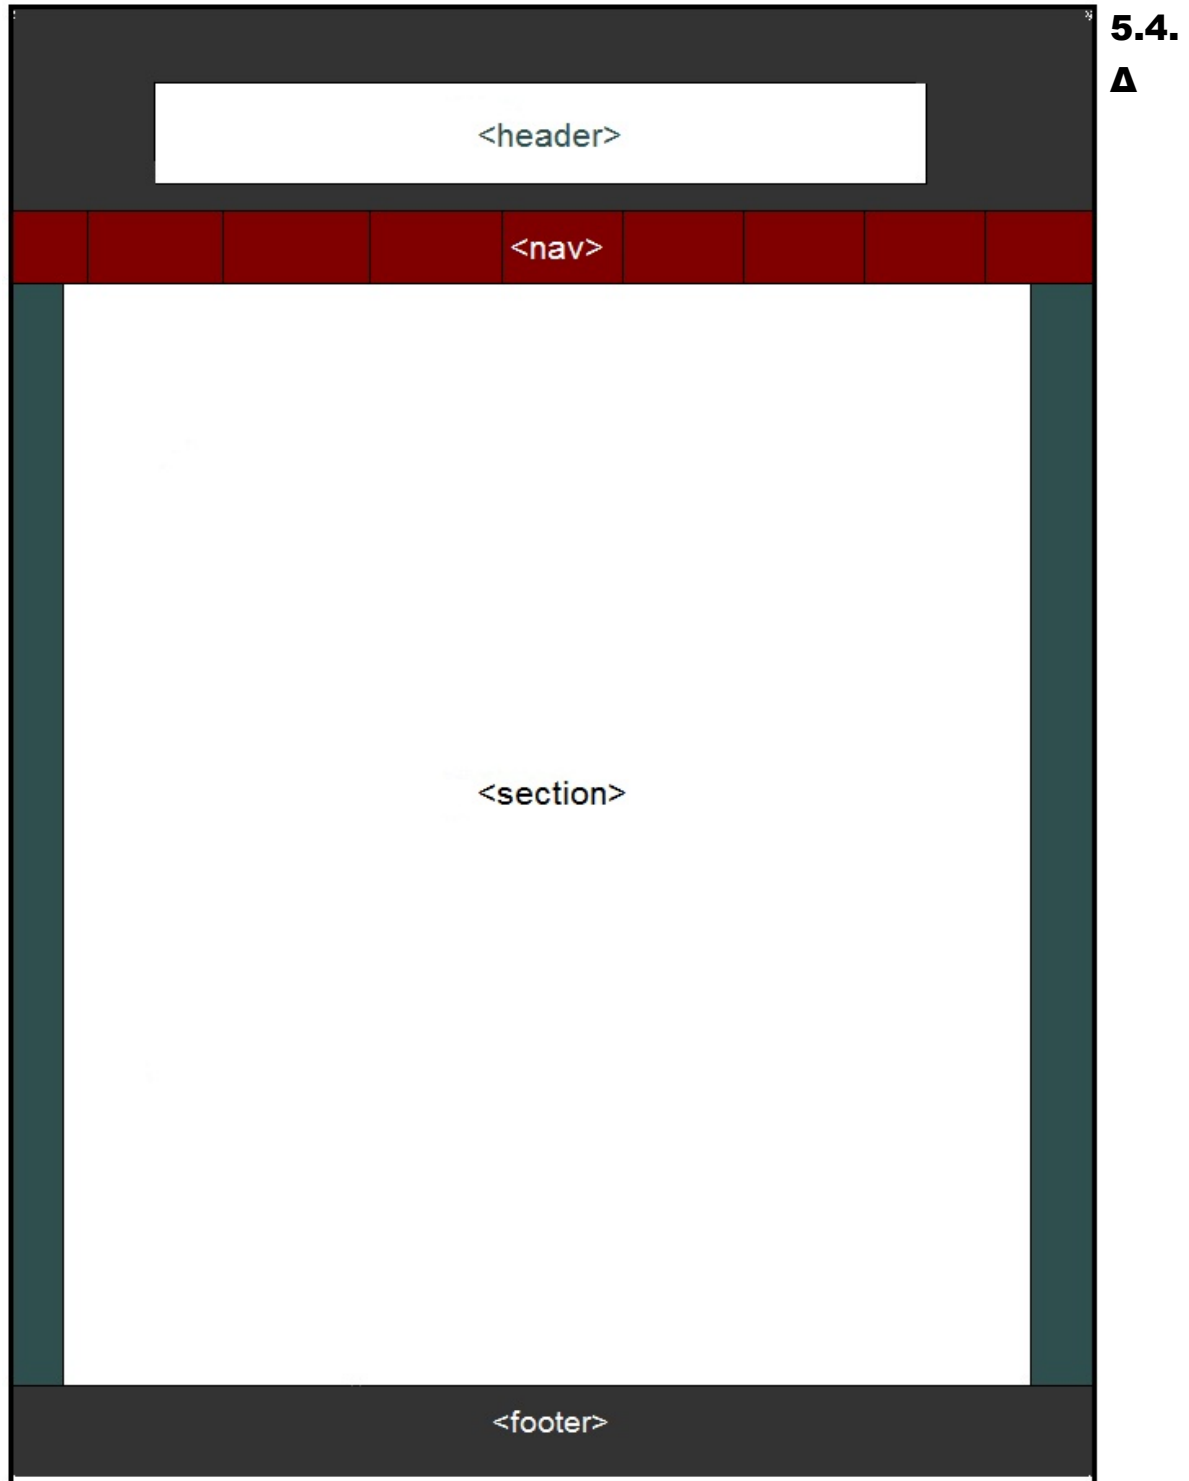 5.4.
Δ
<header>
<nav>
<section>
<footer>